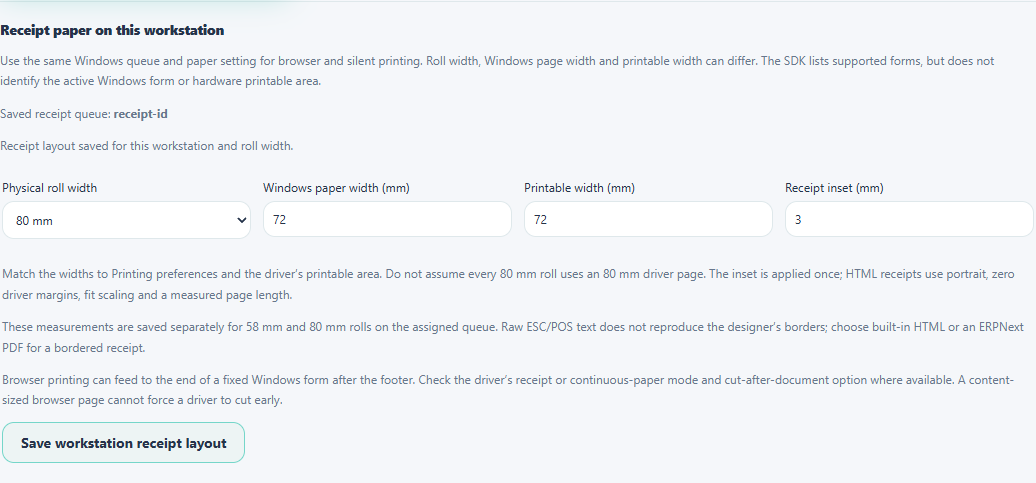 Receipt paper on this workstation
Use the same Windows queue and paper setting for browser and silent printing. Roll width, Windows page width and printable width can differ. The SDK lists supported forms, but does not
identify the active Windows form or hardware printable area.
Saved receipt queue: receipt-id
Receipt layout saved for this workstation and roll width.
Physical roll width
Windows paper width (mm)
Printable width (mm)
Receipt inset (mm)
80 mm
72
72
3
Match the widths to Printing preferences and the driver's printable area. Do not assume every 80 mm roll uses an 80 mm driver page. The inset is applied once; HTML receipts use portrait, zero
driver margins, fit scaling and a measured page length.
These measurements are saved separately for 58 mm and 80 mm rolls on the assigned queue. Raw ESC/POS text does not reproduce the designer's borders; choose built-in HTML or an ERPNext
PDF for a bordered receipt.
Browser printing can feed to the end of a fixed Windows form after the footer. Check the driver's receipt or continuous-paper mode and cut-after-document option where available. A content-
sized browser page cannot force a driver to cut early.
Save workstation receipt layout